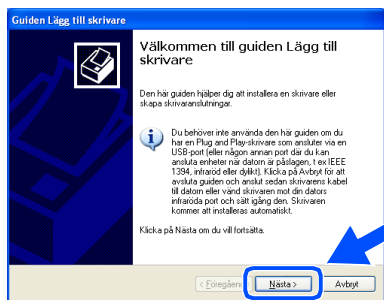 Guiden Lägg till skrivare
Välkommen till guiden Lägg till
skrivare
Den här guiden hjälper dig att installera en skrivare eller
skapa skrivaranslutningar.
Du behöver inte använda den här guiden om du
har en Plug and Play-skrivare som ansluter via en
USB-port (eller någon annan port där du kan
ansluta enheter när datorn är påslagen, t ex IEEE
1394, infraröd eller dylikt). Klicka på Avbryt för att
avsluta guiden och anslut sedan skrivarens kabel
till datorn eller vänd skrivaren mot din dators
infraröda port och sätt igång den. Skrivaren
kommer att installeras automatiskt.
Klicka på Nästa om du vill fortsätta.
Nästa > Avbryt